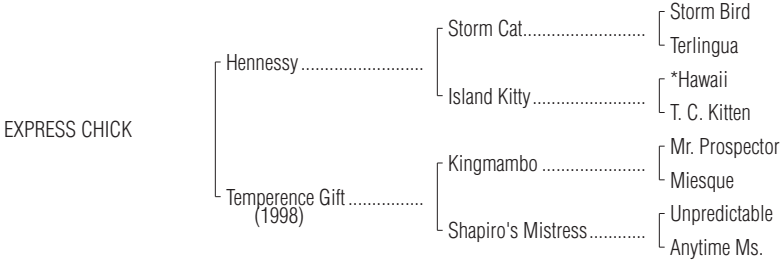 Storm Bird
Storm Cat..........................
Terlingua
Hennessy ..........................
*Hawaii
Island Kitty........................
T. C. Kitten
EXPRESS CHICK
Mr. Prospector
Kingmambo ......................
Miesque
Temperence Gift ................
(1998)
Unpredictable
Shapiro's Mistress............
Anytime Ms.